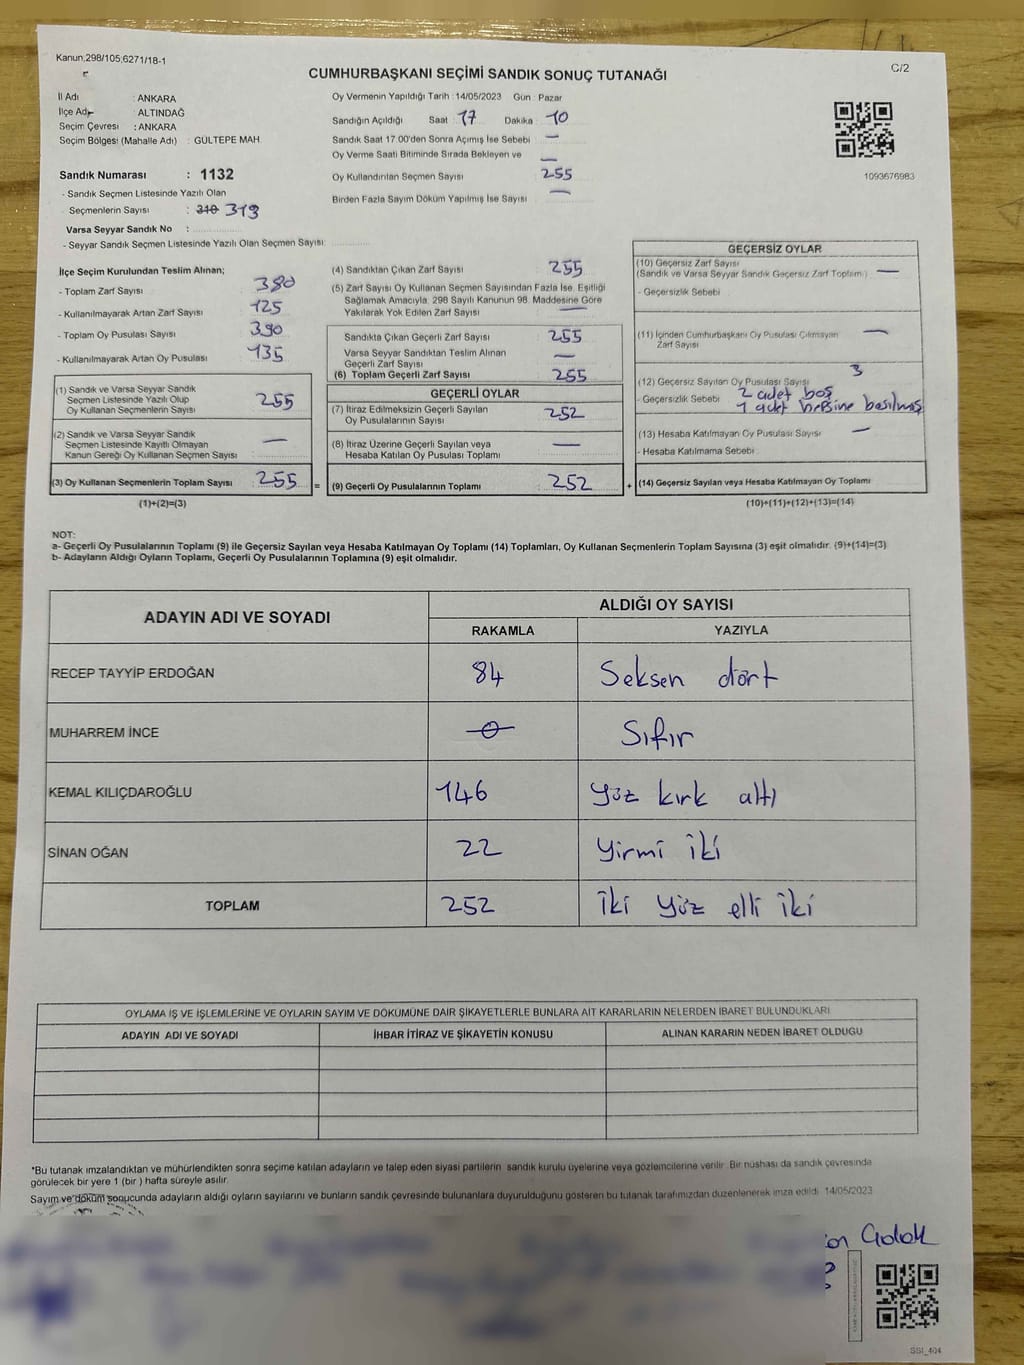 Kanun;298/105;6271/18-1
C/2
CUMHURBAŞKANI SEÇİMİ SANDIK SONUÇ TUTANAĞI
İl Adı : ANKARA
İlçe Adı : ALTINDAĞ
Seçim Çevresi : ANKARA
Seçim Bölgesi (Mahalle Adı) : GÜLTEPE MAH.
Sandık Numarası : 1132
- Sandık Seçmen Listesinde Yazılı Olan
Seçmenlerin Sayısı : 310 313
Varsa Seyyar Sandık No :
- Seyyar Sandık Seçmen Listesinde Yazılı Olan Seçmen Sayısı:
Oy Vermenin Yapıldığı Tarih :14/05/2023 Gün : Pazar
Sandığın Açıldığı Saat : 17 Dakika : 10
Sandık Saat 17.00'den Sonra Açımış İse Sebebi : —
Oy Verme Saati Bitiminde Sırada Bekleyen ve
Oy Kullandırılan Seçmen Sayısı : — 255
Birden Fazla Sayım Döküm Yapılmış İse Sayısı : —
1093676983
İlçe Seçim Kurulundan Teslim Alınan;
- Toplam Zarf Sayısı : 380
- Kullanılmayarak Artan Zarf Sayısı : 125
- Toplam Oy Pusulası Sayısı : 390
- Kullanılmayarak Artan Oy Pusulası : 135
(1) Sandık ve Varsa Seyyar Sandık
Seçmen Listesinde Yazılı Olup
Oy Kullanan Seçmenlerin Sayısı : 255
(2) Sandık ve Varsa Seyyar Sandık
Seçmen Listesinde Kayıtlı Olmayan
Kanun Gereği Oy Kullanan Seçmen Sayısı : —
(3) Oy Kullanan Seçmenlerin Toplam Sayısı : 255 =
(1)+(2)=(3)
(4) Sandıktan Çıkan Zarf Sayısı : 255
(5) Zarf Sayısı Oy Kullanan Seçmen Sayısından Fazla İse, Eşitliği
Sağlamak Amacıyla, 298 Sayılı Kanunun 98. Maddesine Göre
Yakılarak Yok Edilen Zarf Sayısı : —
Sandıkta Çıkan Geçerli Zarf Sayısı : 255
Varsa Seyyar Sandıktan Teslim Alınan
Geçerli Zarf Sayısı : —
(6) Toplam Geçerli Zarf Sayısı : 255
GEÇERLİ OYLAR
(7) İtiraz Edilmeksizin Geçerli Sayılan
Oy Pusulalarının Sayısı : 252
(8) İtiraz Üzerine Geçerli Sayılan veya
Hesaba Katılan Oy Pusulası Toplamı : —
(9) Geçerli Oy Pusulalarının Toplamı : 252 +
GEÇERSİZ OYLAR
(10) Geçersiz Zarf Sayısı
(Sandık ve Varsa Seyyar Sandık Geçersiz Zarf Toplamı) : —
- Geçersizlik Sebebi :
(11) İçinden Cumhurbaşkanı Oy Pusulası Çıkmayan : —
Zarf Sayısı
(12) Geçersiz Sayılan Oy Pusulası Sayısı : 3
- Geçersizlik Sebebi : 2 adet boş
1 adet hepsine basılmış
(13) Hesaba Katılmayan Oy Pusulası Sayısı : —
- Hesaba Katılmama Sebebi :
(14) Geçersiz Sayılan veya Hesaba Katılmayan Oy Toplamı
(10)+(11)+(12)+(13)=(14)
NOT:
a- Geçerli Oy Pusulalarının Toplamı (9) ile Geçersiz Sayılan veya Hesaba Katılmayan Oy Toplamı (14) Toplamları, Oy Kullanan Seçmenlerin Toplam Sayısına (3) eşit olmalıdır. (9)+(14)=(3)
b- Adayların Aldığı Oyların Toplamı, Geçerli Oy Pusulalarının Toplamına (9) eşit olmalıdır.
ADAYIN ADI VE SOYADI ALDIĞI OY SAYISI
RAKAMLA YAZIYLA
RECEP TAYYİP ERDOĞAN 84 Seksen dört
MUHARREM İNCE 0 Sıfır
KEMAL KILIÇDAROĞLU 146 Yüz kırk altı
SİNAN OĞAN 22 Yirmi iki
TOPLAM 252 İki yüz elli iki
OYLAMA İŞ VE İŞLEMLERİNE VE OYLARIN SAYIM VE DÖKÜMÜNE DAİR ŞİKAYETLERLE BUNLARA AİT KARARLARIN NELERDEN İBARET BULUNDUKLARI
ADAYIN ADI VE SOYADI İHBAR İTİRAZ VE ŞİKAYETİN KONUSU ALINAN KARARIN NEDEN İBARET OLDUĞU
*Bu tutanak imzalandıktan ve mühürlendikten sonra seçime katılan adayların ve talep eden siyasi partilerin sandık kurulu üyelerine veya gözlemcilerine verilir. Bir nüshası da sandık çevresinde
görülecek bir yere 1 (bir ) hafta süreyle asılır.
Sayım ve döküm sonucunda adayların aldığı oyların sayılarını ve bunların sandık çevresinde bulunanlara duyurulduğunu gösteren bu tutanak tarafımızdan düzenlenerek imza edildi. 14/05/2023
SSI_404